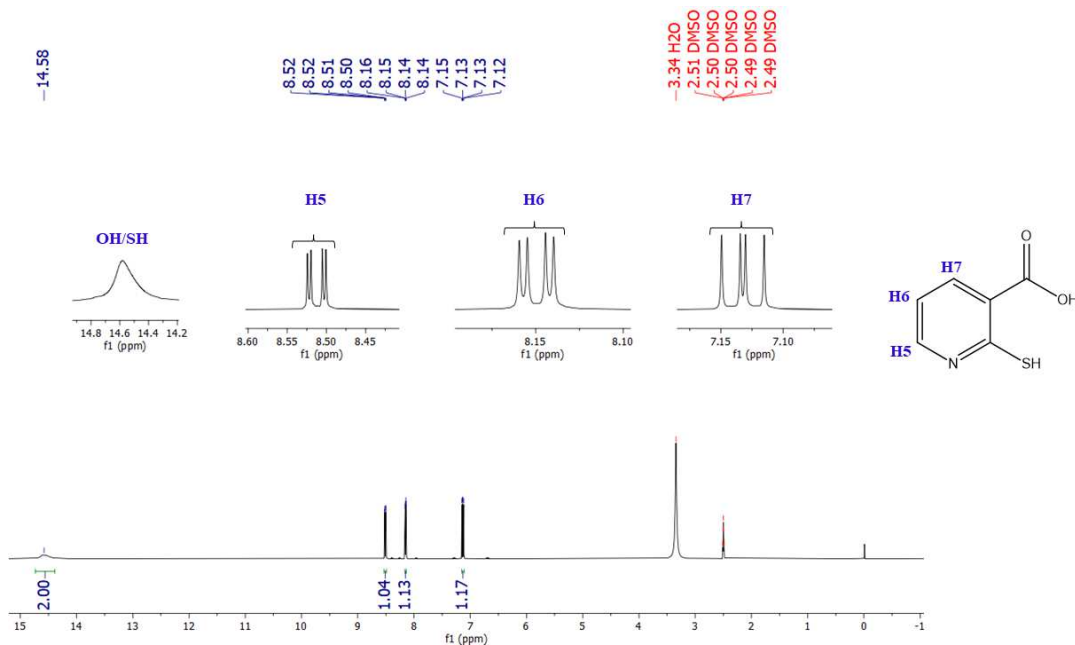 14.58
8.52
8.52
8.51
8.50
8.16
8.15
8.14
8.14
7.15
7.13
7.13
7.12
3.34 H2O
2.51 DMSO
2.50 DMSO
2.50 DMSO
2.49 DMSO
2.49 DMSO
OH/SH
14.8 14.6 14.4 14.2
f1 (ppm)
H5
8.60 8.55 8.50 8.45
f1 (ppm)
H6
8.15 8.10
f1 (ppm)
H7
7.15 7.10
f1 (ppm)
O
H7
H6
OH
H5
N
SH
2.00
1.04
1.13
1.17
15 14 13 12 11 10 9 8 7 6 5 4 3 2 1 0 -1
f1 (ppm)